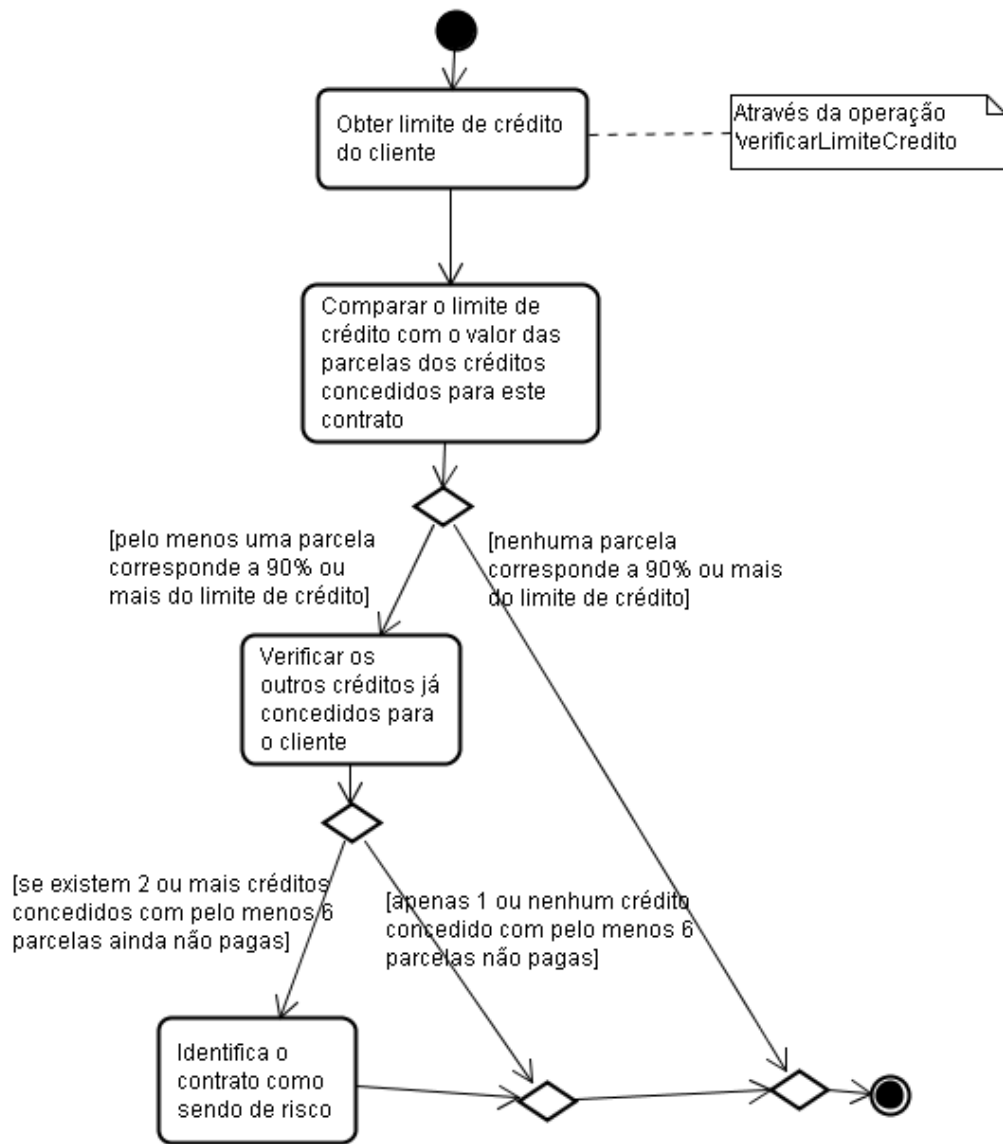 Obter limite de crédito
do cliente
Através da operação
verificarLimiteCredito
Comparar o limite de
crédito com o valor das
parcelas dos créditos
concedidos para este
contrato
[pelo menos uma parcela
corresponde a 90% ou
mais do limite de crédito]
[nenhuma parcela
corresponde a 90% ou mais
do limite de crédito]
Verificar os
outros créditos já
concedidos para
o cliente
[se existem 2 ou mais créditos
concedidos com pelo menos 6
parcelas ainda não pagas]
[apenas 1 ou nenhum crédito
concedido com pelo menos 6
parcelas não pagas]
Identifica o
contrato como
sendo de risco